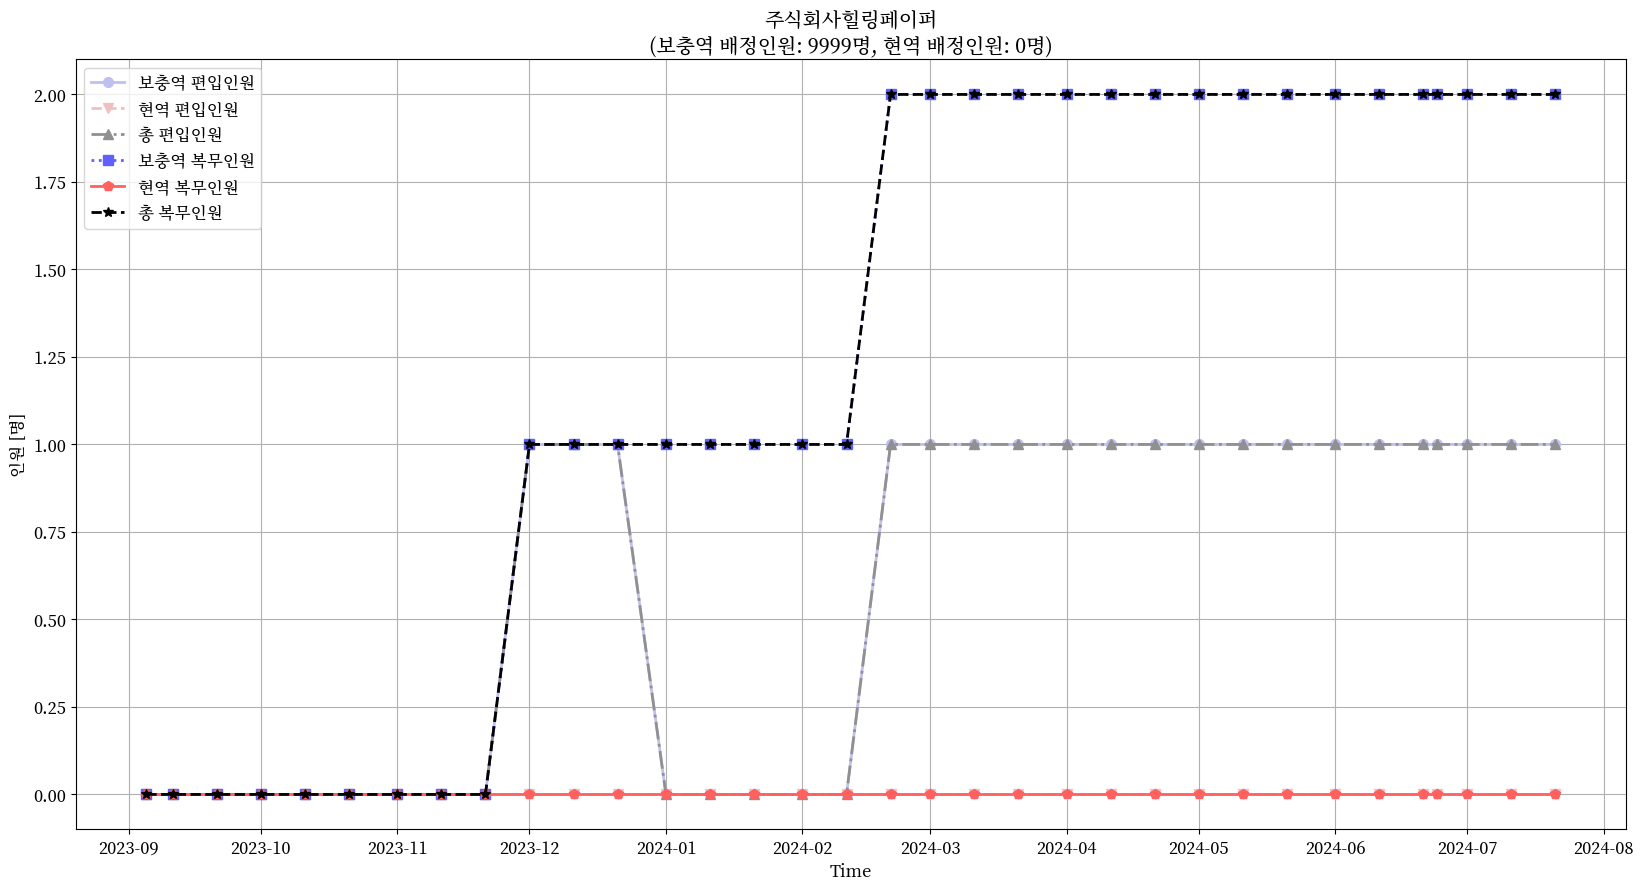 주식회사힐링페이퍼
(보충역 배정인원: 9999명, 현역 배정인원: 0명)
보충역 편입인원
현역 편입인원
총 편입인원
보충역 복무인원
현역 복무인원
총 복무인원
2.00
1.75
1.50
1.25
1.00
0.75
0.50
0.25
0.00
인원 [명]
2023-09
2023-10
2023-11
2023-12
2024-01
2024-02
2024-03
2024-04
2024-05
2024-06
2024-07
2024-08
Time